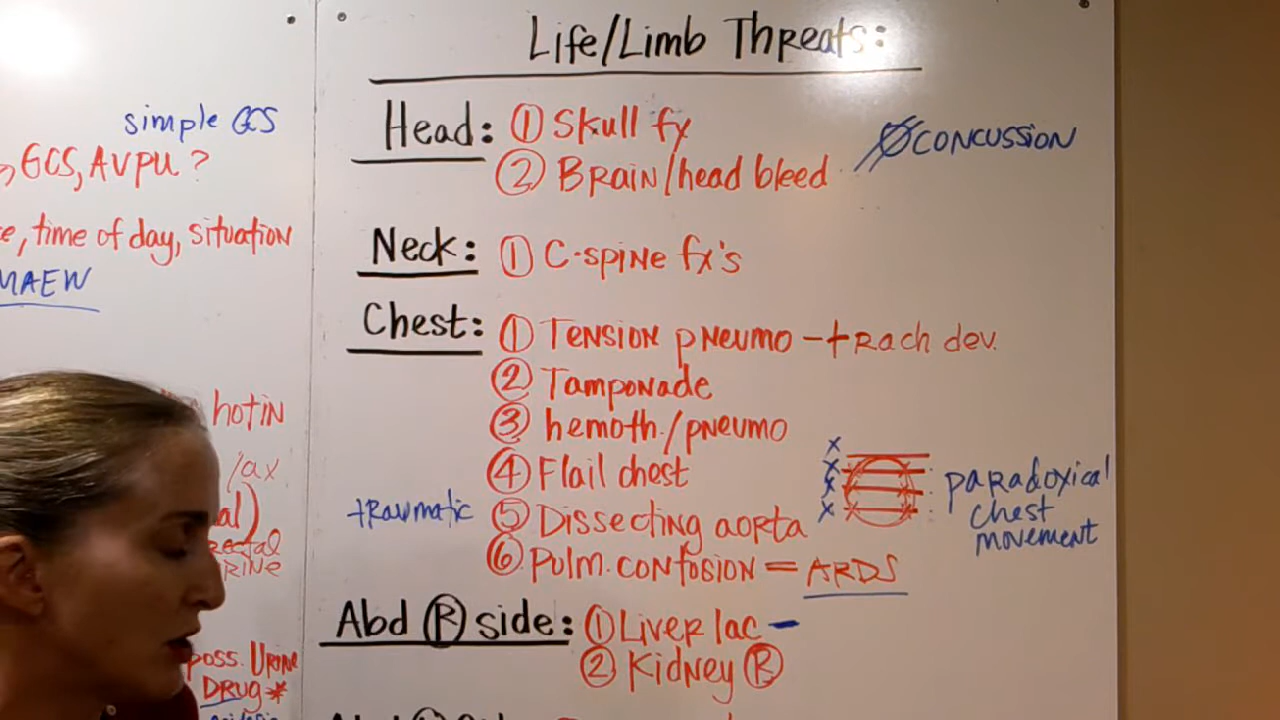 simple GCS
GCS, AVPU ?
, time of day, situation
MAEW
hotin
/ax
poss. URINE
DRUG*
Life/Limb Threats:
Head: ① Skull fx
② BRAIN/head bleed
ØCONCUSSION
Neck: ① C-SPINE fx's
Chest: ① TENSION PNEUMO - tRach dev.
② TamPONade
③ hemoth./PNEUMO
④ Flail chest
paradoxical
chest
movement
tRaumatic ⑤ Dissecting aorta
⑥ Pulm. CONTUSION = ARDS
Abd Ⓡ side: ① LiveR lac -
② Kidney Ⓡ